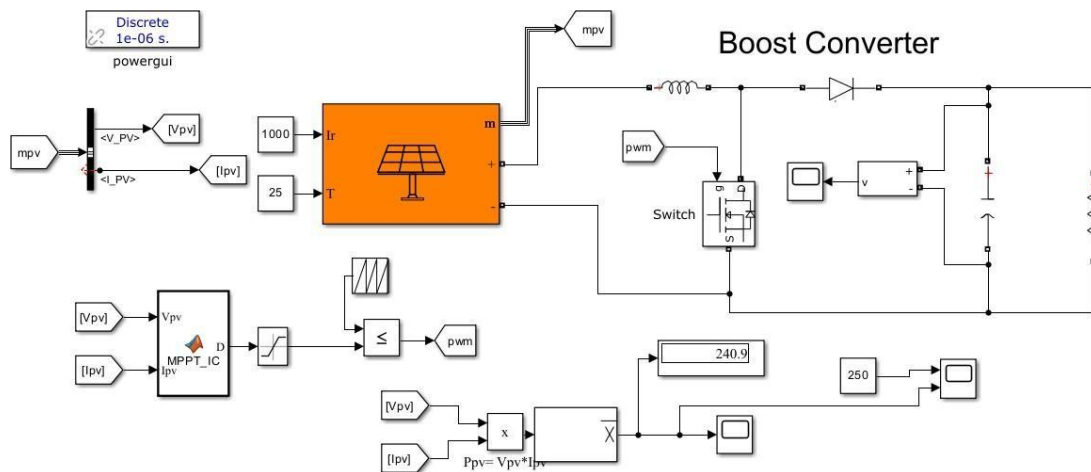 Discrete
1e-06 s.
powergui
mpv
Boost Converter
mpv
<V_PV>
[Vpv]
<I_PV>
[Ipv]
1000
Ir
m
+
25
T
-
pwm
g
D
S
Switch
v
+
-
+
[Vpv]
[Ipv]
Vpv
Ipv
D
MPPT_IC
≤
pwm
240.9
250
[Vpv]
[Ipv]
x
X
Ppv= Vpv*Ipv